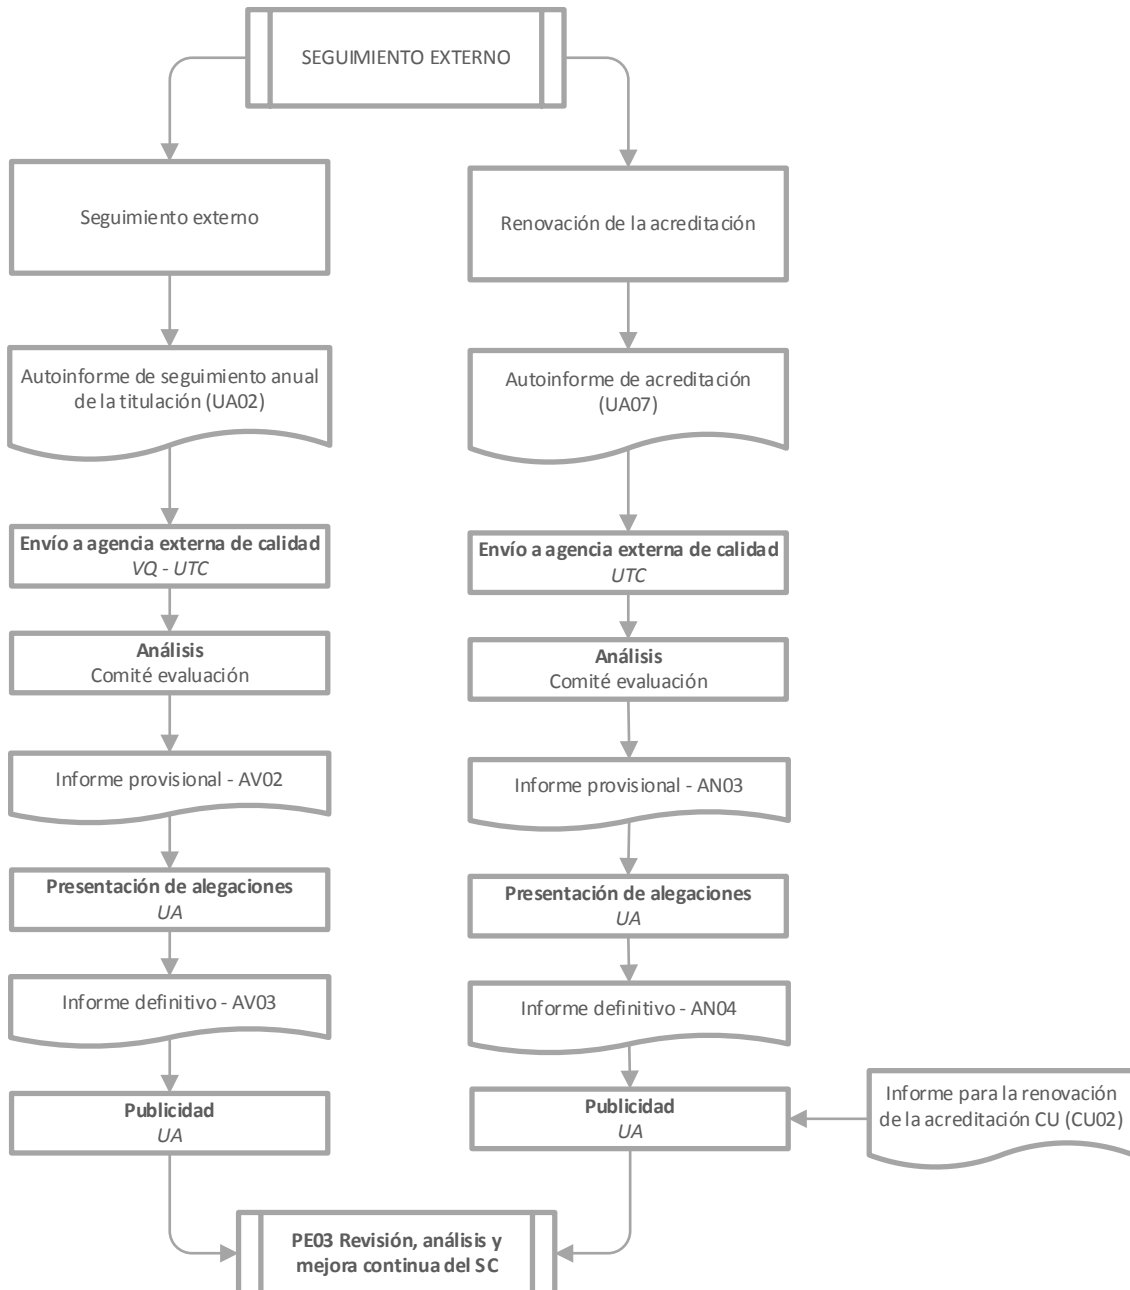 SEGUIMIENTO EXTERNO
Seguimiento externo
Autoinforme de seguimiento anual
de la titulación (UA02)
Envío a agencia externa de calidad
VQ - UTC
Análisis
Comité evaluación
Informe provisional - AV02
Presentación de alegaciones
UA
Informe definitivo - AV03
Publicidad
UA
Renovación de la acreditación
Autoinforme de acreditación
(UA07)
Envío a agencia externa de calidad
UTC
Análisis
Comité evaluación
Informe provisional - AN03
Presentación de alegaciones
UA
Informe definitivo - AN04
Publicidad
UA
Informe para la renovación
de la acreditación CU (CU02)
PE03 Revisión, análisis y
mejora continua del SC